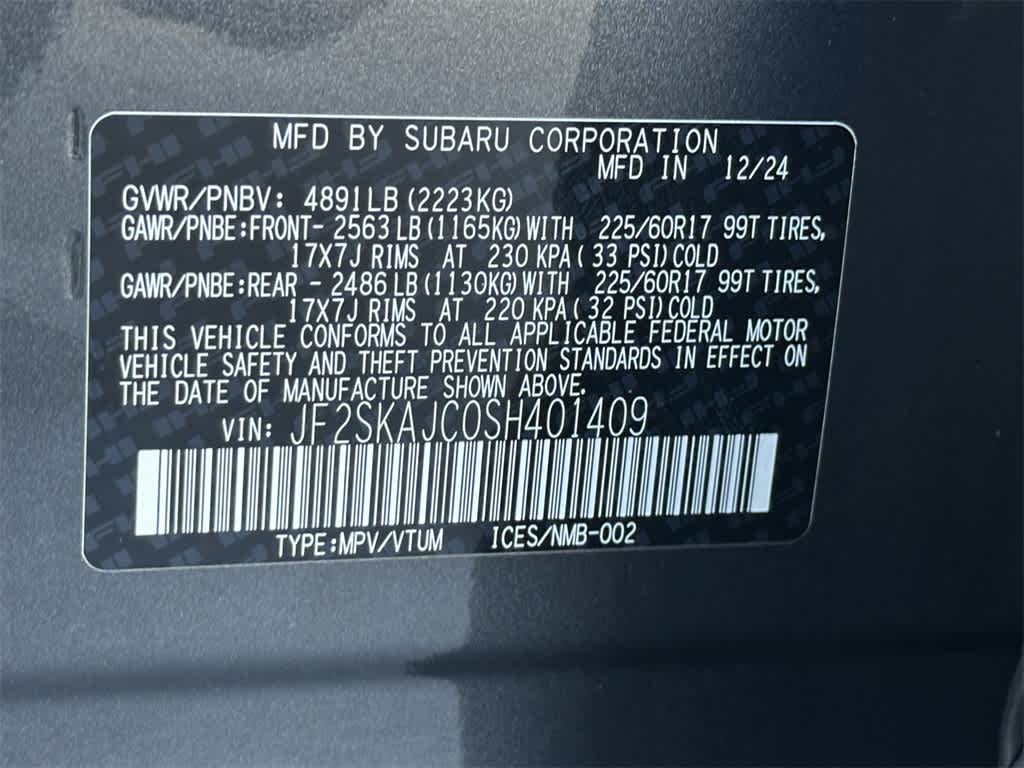 MFD BY SUBARU CORPORATION
MFD IN 12/24
GVWR/PNBV: 4891LB (2223KG)
GAWR/PNBE:FRONT- 2563 LB (1165KG) WITH 225/60R17 99T TIRES,
17X7J RIMS AT 230 KPA ( 33 PSI) COLD
GAWR/PNBE:REAR - 2486 LB (1130KG) WITH 225/60R17 99T TIRES,
17X7J RIMS AT 220 KPA ( 32 PSI) COLD
THIS VEHICLE CONFORMS TO ALL APPLICABLE FEDERAL MOTOR
VEHICLE SAFETY AND THEFT PREVENTION STANDARDS IN EFFECT ON
THE DATE OF MANUFACTURE SHOWN ABOVE.
VIN: JF2SKAJC0SH401409
TYPE:MPV/VTUM ICES/NMB-002